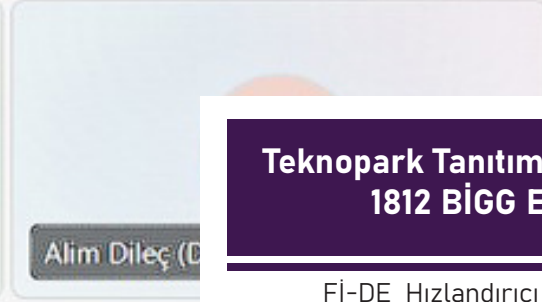 Teknopark Tanıtım
1812 BİGG E
Alim Dileç (D
Fİ-DE Hızlandırıcı